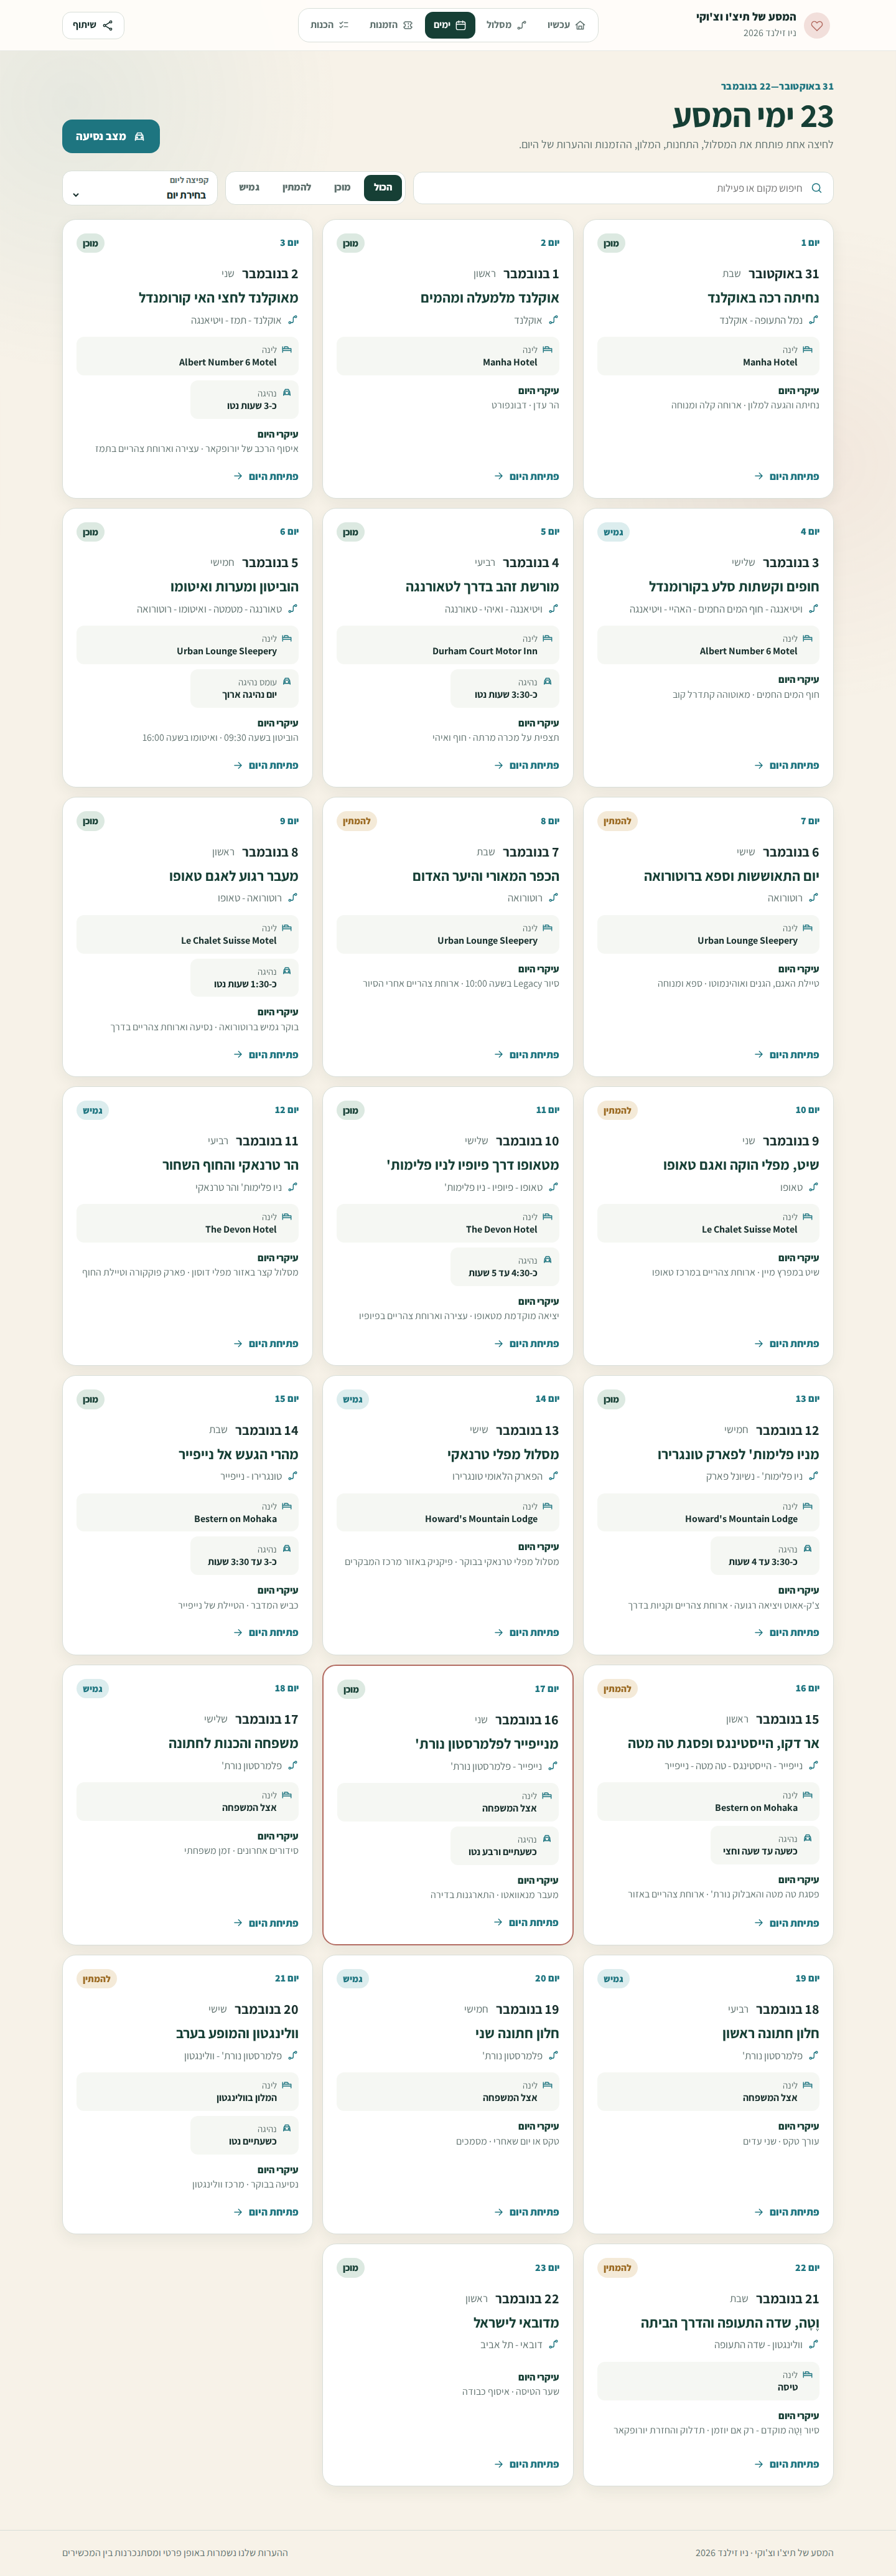 המסע של תיצ'ו וצ'וקי
ניו זילנד 2026
עכשיו
מסלול
ימים
הזמנות
הכנות
שיתוף
31 באוקטובר—22 בנובמבר
23 ימי המסע
לחיצה אחת פותחת את המסלול, התחנות, המלון, ההזמנות וההערות של היום.
מצב נסיעה
חיפוש מקום או פעילות
הכול
מוכן
להמתין
גמיש
קפיצה ליום
בחירת יום
יום 1
מוכן
31 באוקטובר שבת
נחיתה רכה באוקלנד
נמל התעופה - אוקלנד
לינה
Manha Hotel
עיקרי היום
נחיתה והגעה למלון · ארוחה קלה ומנוחה
פתיחת היום
יום 2
מוכן
1 בנובמבר ראשון
אוקלנד מלמעלה ומהמים
אוקלנד
לינה
Manha Hotel
עיקרי היום
הר עדן · דבונפורט
פתיחת היום
יום 3
מוכן
2 בנובמבר שני
מאוקלנד לחצי האי קורומנדל
אוקלנד - תמז - ויטיאנגה
לינה
Albert Number 6 Motel
נהיגה
כ-3 שעות נטו
עיקרי היום
איסוף הרכב של יורופקאר · עצירה וארוחת צהריים בתמז
פתיחת היום
יום 4
גמיש
3 בנובמבר שלישי
חופים וקשתות סלע בקורומנדל
ויטיאנגה - חוף המים החמים - האהיי - ויטיאנגה
לינה
Albert Number 6 Motel
עיקרי היום
חוף המים החמים · מאוטוהה קתדרל קוב
פתיחת היום
יום 5
מוכן
4 בנובמבר רביעי
מורשת זהב בדרך לטאורנגה
ויטיאנגה - ואיהי - טאורנגה
לינה
Durham Court Motor Inn
נהיגה
כ-3:30 שעות נטו
עיקרי היום
תצפית על מכרה מרתה · חוף ואיהי
פתיחת היום
יום 6
מוכן
5 בנובמבר חמישי
הוביטון ומערות ואיטומו
טאורנגה - מטמטה - ואיטומו - רוטורואה
לינה
Urban Lounge Sleepery
עומס נהיגה
יום נהיגה ארוך
עיקרי היום
הוביטון בשעה 09:30 · ואיטומו בשעה 16:00
פתיחת היום
יום 7
להמתין
6 בנובמבר שישי
יום התאוששות וספא ברוטורואה
רוטורואה
לינה
Urban Lounge Sleepery
עיקרי היום
טיילת האגם, הגנים ואוהינמוטו · ספא ומנוחה
פתיחת היום
יום 8
להמתין
7 בנובמבר שבת
הכפר המאורי והיער האדום
רוטורואה
לינה
Urban Lounge Sleepery
עיקרי היום
סיור Legacy בשעה 10:00 · ארוחת צהריים אחרי הסיור
פתיחת היום
יום 9
מוכן
8 בנובמבר ראשון
מעבר רגוע לאגם טאופו
רוטורואה - טאופו
לינה
Le Chalet Suisse Motel
נהיגה
כ-1:30 שעות נטו
עיקרי היום
בוקר גמיש ברוטורואה · נסיעה וארוחת צהריים בדרך
פתיחת היום
יום 10
להמתין
9 בנובמבר שני
שיט, מפלי הוקה ואגם טאופו
טאופו
לינה
Le Chalet Suisse Motel
עיקרי היום
שיט במפרץ מיין · ארוחת צהריים במרכז טאופו
פתיחת היום
יום 11
מוכן
10 בנובמבר שלישי
מטאופו דרך פיופיו לניו פלימות'
טאופו - פיופיו - ניו פלימות'
לינה
The Devon Hotel
נהיגה
כ-4:30 עד 5 שעות
עיקרי היום
יציאה מוקדמת מטאופו · עצירה וארוחת צהריים בפיופיו
פתיחת היום
יום 12
גמיש
11 בנובמבר רביעי
הר טרנאקי והחוף השחור
ניו פלימות' והר טרנאקי
לינה
The Devon Hotel
עיקרי היום
מסלול קצר באזור מפלי דוסון · פארק פוקקורה וטיילת החוף
פתיחת היום
יום 13
מוכן
12 בנובמבר חמישי
מניו פלימות' לפארק טונגרירו
ניו פלימות' - נשיונל פארק
לינה
Howard's Mountain Lodge
נהיגה
כ-3:30 עד 4 שעות
עיקרי היום
צ'ק-אאוט ויציאה רגועה · ארוחת צהריים וקניות בדרך
פתיחת היום
יום 14
גמיש
13 בנובמבר שישי
מסלול מפלי טרנאקי
הפארק הלאומי טונגרירו
לינה
Howard's Mountain Lodge
עיקרי היום
מסלול מפלי טרנאקי בבוקר · פיקניק באזור מרכז המבקרים
פתיחת היום
יום 15
מוכן
14 בנובמבר שבת
מהרי הגעש אל נייפייר
טונגרירו - נייפייר
לינה
Bestern on Mohaka
נהיגה
כ-3 עד 3:30 שעות
עיקרי היום
כביש המדבר · הטיילת של נייפייר
פתיחת היום
יום 16
להמתין
15 בנובמבר ראשון
אר דקו, הייסטינגס ופסגת טה מטה
נייפייר - הייסטינגס - טה מטה - נייפייר
לינה
Bestern on Mohaka
נהיגה
כשעה עד שעה וחצי
עיקרי היום
פסגת טה מטה והאבלוק נורת' · ארוחת צהריים באזור
פתיחת היום
יום 17
מוכן
16 בנובמבר שני
מנייפייר לפלמרסטון נורת'
נייפייר - פלמרסטון נורת'
לינה
אצל המשפחה
נהיגה
כשעתיים ורבע נטו
עיקרי היום
מעבר מנאוואטו · התארגנות בדירה
פתיחת היום
יום 18
גמיש
17 בנובמבר שלישי
משפחה והכנות לחתונה
פלמרסטון נורת'
לינה
אצל המשפחה
עיקרי היום
סידורים אחרונים · זמן משפחתי
פתיחת היום
יום 19
גמיש
18 בנובמבר רביעי
חלון חתונה ראשון
פלמרסטון נורת'
לינה
אצל המשפחה
עיקרי היום
עורך טקס · שני עדים
פתיחת היום
יום 20
גמיש
19 בנובמבר חמישי
חלון חתונה שני
פלמרסטון נורת'
לינה
אצל המשפחה
עיקרי היום
טקס או יום שאחרי · מסמכים
פתיחת היום
יום 21
להמתין
20 בנובמבר שישי
וולינגטון והמופע בערב
פלמרסטון נורת' - וולינגטון
לינה
המלון בוולינגטון
נהיגה
כשעתיים נטו
עיקרי היום
נסיעה בבוקר · מרכז וולינגטון
פתיחת היום
יום 22
להמתין
21 בנובמבר שבת
וֶטָה, שדה התעופה והדרך הביתה
וולינגטון - שדה התעופה
לינה
טיסה
עיקרי היום
סיור וֶטָה מוקדם - רק אם יוזמן · תדלוק והחזרת יורופקאר
פתיחת היום
יום 23
מוכן
22 בנובמבר ראשון
מדובאי לישראל
דובאי - תל אביב
עיקרי היום
שער הטיסה · איסוף כבודה
פתיחת היום
המסע של תיצ'ו וצ'וקי · ניו זילנד 2026
ההערות שלנו נשמרות באופן פרטי ומסתנכרנות בין המכשירים